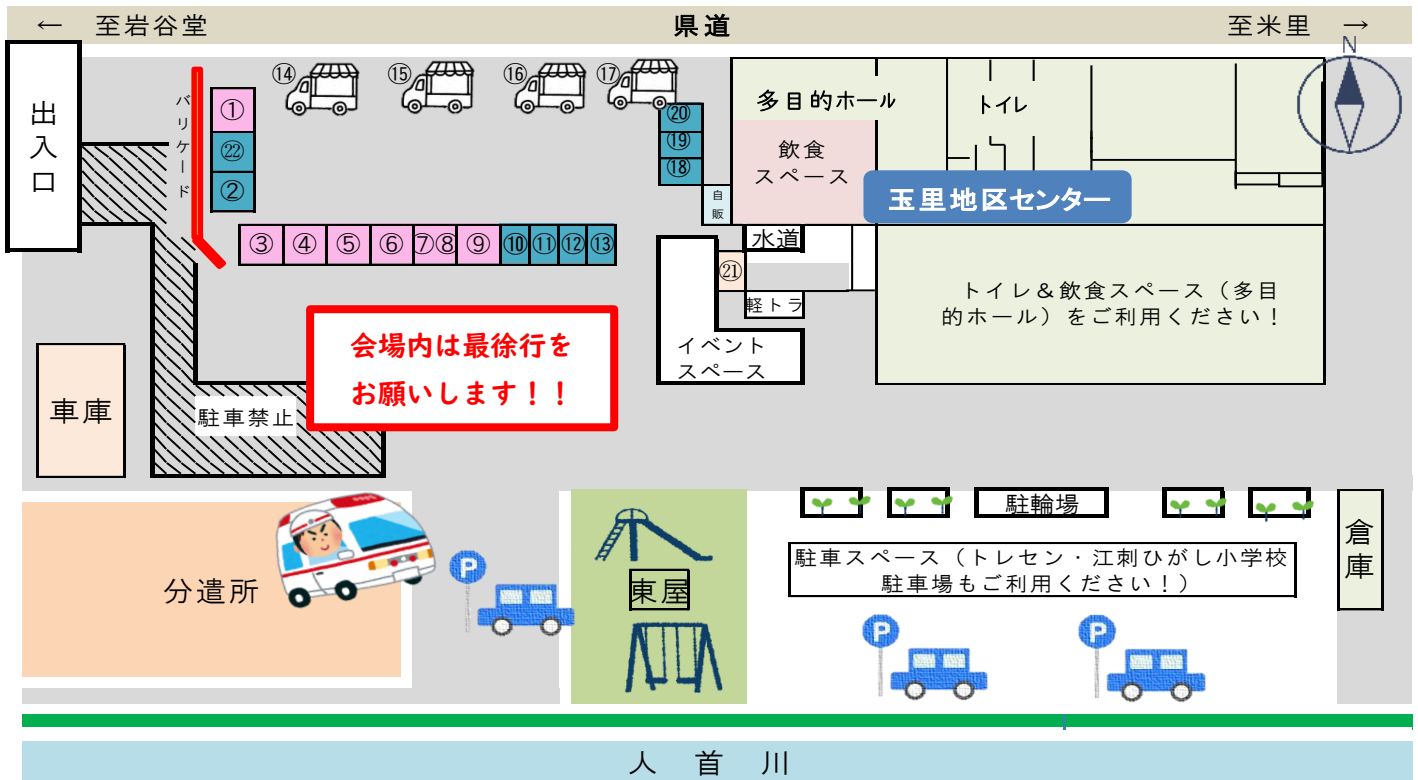 ← 至岩谷堂
県道
至米里 →
N
出入口
バリケード
①
㉒
②
⑭
⑮
⑯
⑰
⑳
⑲
⑱
自販
多目的ホール
飲食
スペース
トイレ
玉里地区センター
③ ④ ⑤ ⑥ ⑦⑧ ⑨ ⑩ ⑪ ⑫ ⑬
水道
㉑
軽トラ
イベント
スペース
トイレ&飲食スペース(多目
的ホール)をご利用ください!
会場内は最徐行を
お願いします!!
車庫
駐車禁止
分遣所
P
東屋
駐輪場
駐車スペース(トレセン・江刺ひがし小学校
駐車場もご利用ください!)
P
P
倉庫
人首川